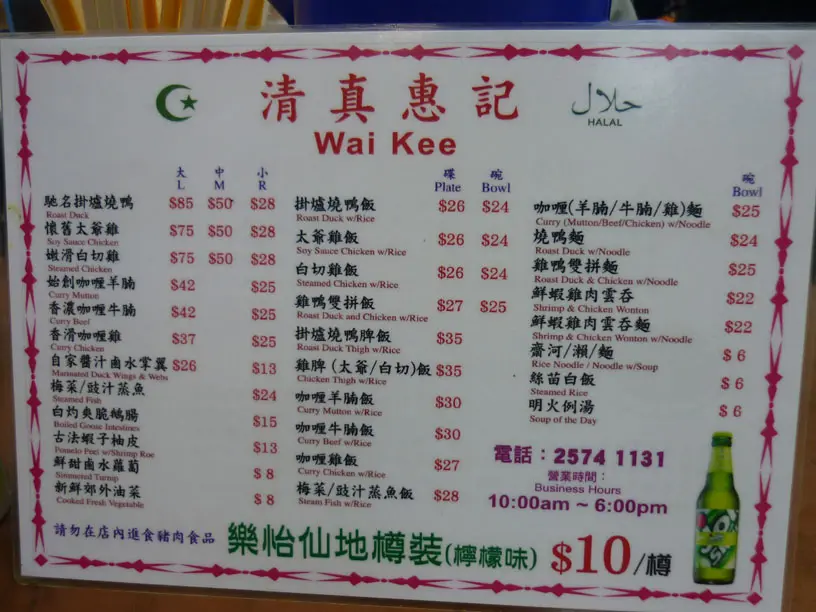 清真惠記
حلال
HALAL
Wai Kee
大 中 小
L M R
馳名掛爐燒鴨 $85 $50 $28
Roast Duck
懷舊太爺雞 $75 $50 $28
Soy Sauce Chicken
嫩滑白切雞 $75 $50 $28
Steamed Chicken
始創咖喱羊腩 $42 $25
Curry Mutton
香濃咖喱牛腩 $42 $25
Curry Beef
香滑咖喱雞 $37 $25
Curry Chicken
自家醬汁鹵水掌翼 $26 $13
Marinated Duck Wings & Webs
梅菜/豉汁蒸魚 $24
Steamed Fish
白灼爽脆鵝腸 $15
Boiled Goose Intestines
古法蝦子柚皮 $13
Pomelo Peel w/Shrimp Roe
鮮甜鹵水蘿蔔 $ 8
Simmered Turnip
新鮮郊外油菜 $ 8
Cooked Fresh Vegetable
碟 碗
Plate Bowl
掛爐燒鴨飯 $26 $24
Roast Duck w/Rice
太爺雞飯 $26 $24
Soy Sauce Chicken w/Rice
白切雞飯 $26 $24
Steamed Chicken w/Rice
雞鴨雙拼飯 $27 $25
Roast Duck and Chicken w/Rice
掛爐燒鴨髀飯 $35
Roast Duck Thigh w/Rice
雞髀 (太爺/白切)飯 $35
Chicken Thigh w/Rice
咖喱羊腩飯 $30
Curry Mutton w/Rice
咖喱牛腩飯 $30
Curry Beef w/Rice
咖喱雞飯 $27
Curry Chicken w/Rice
梅菜/豉汁蒸魚飯 $28
Steam Fish w/Rice
碗
Bowl
咖喱(羊腩/牛腩/雞)麵 $25
Curry (Mutton/Beef/Chicken) w/Noodle
燒鴨麵 $24
Roast Duck w/Noodle
雞鴨雙拼麵 $25
Roast Duck & Chicken w/Noodle
鮮蝦雞肉雲吞 $22
Shrimp & Chicken Wonton
鮮蝦雞肉雲吞麵 $22
Shrimp & Chicken Wonton w/Noodle
齋河/瀨/麵 $ 6
Rice Noodle / Noodle w/Soup
絲苗白飯 $ 6
Steamed Rice
明火例湯 $ 6
Soup of the Day
電話:2574 1131
營業時間:
Business Hours
10:00am ~ 6:00pm
請勿在店內進食豬肉食品
樂怡仙地樽裝(檸檬味) $10/樽